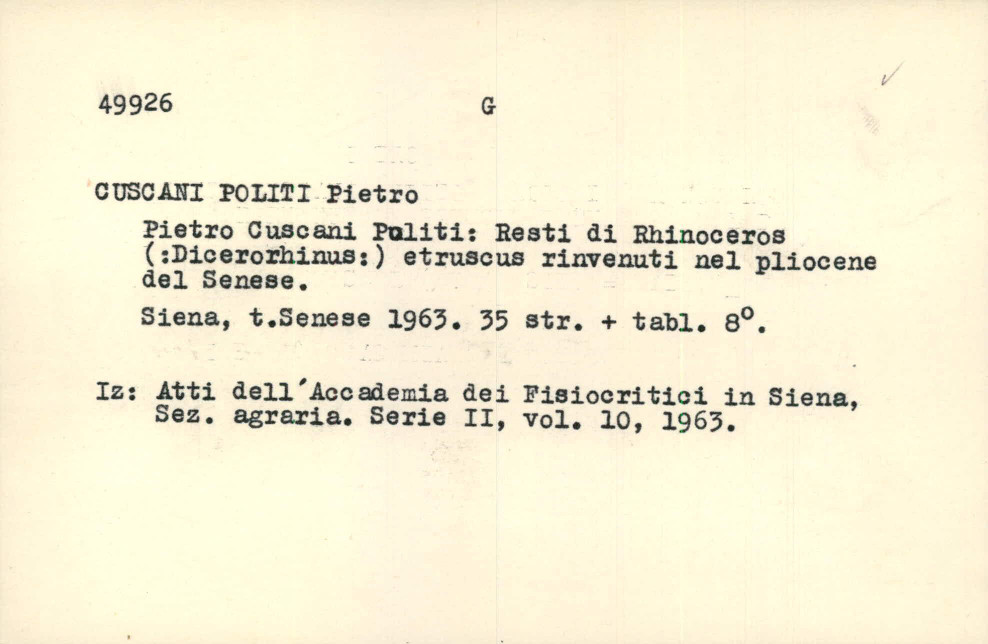 49926 G
CUSCANI POLITI Pietro
Pietro Cuscani Politi: Resti di Rhinoceros
(:Dicerorhinus:) etruscus rinvenuti nel pliocene
del Senese.
Siena, t.Senese 1963. 35 str. + tabl. 8°.
Iz: Atti dell'Accademia dei Fisiocritici in Siena,
Sez. agraria. Serie II, vol. 10, 1963.